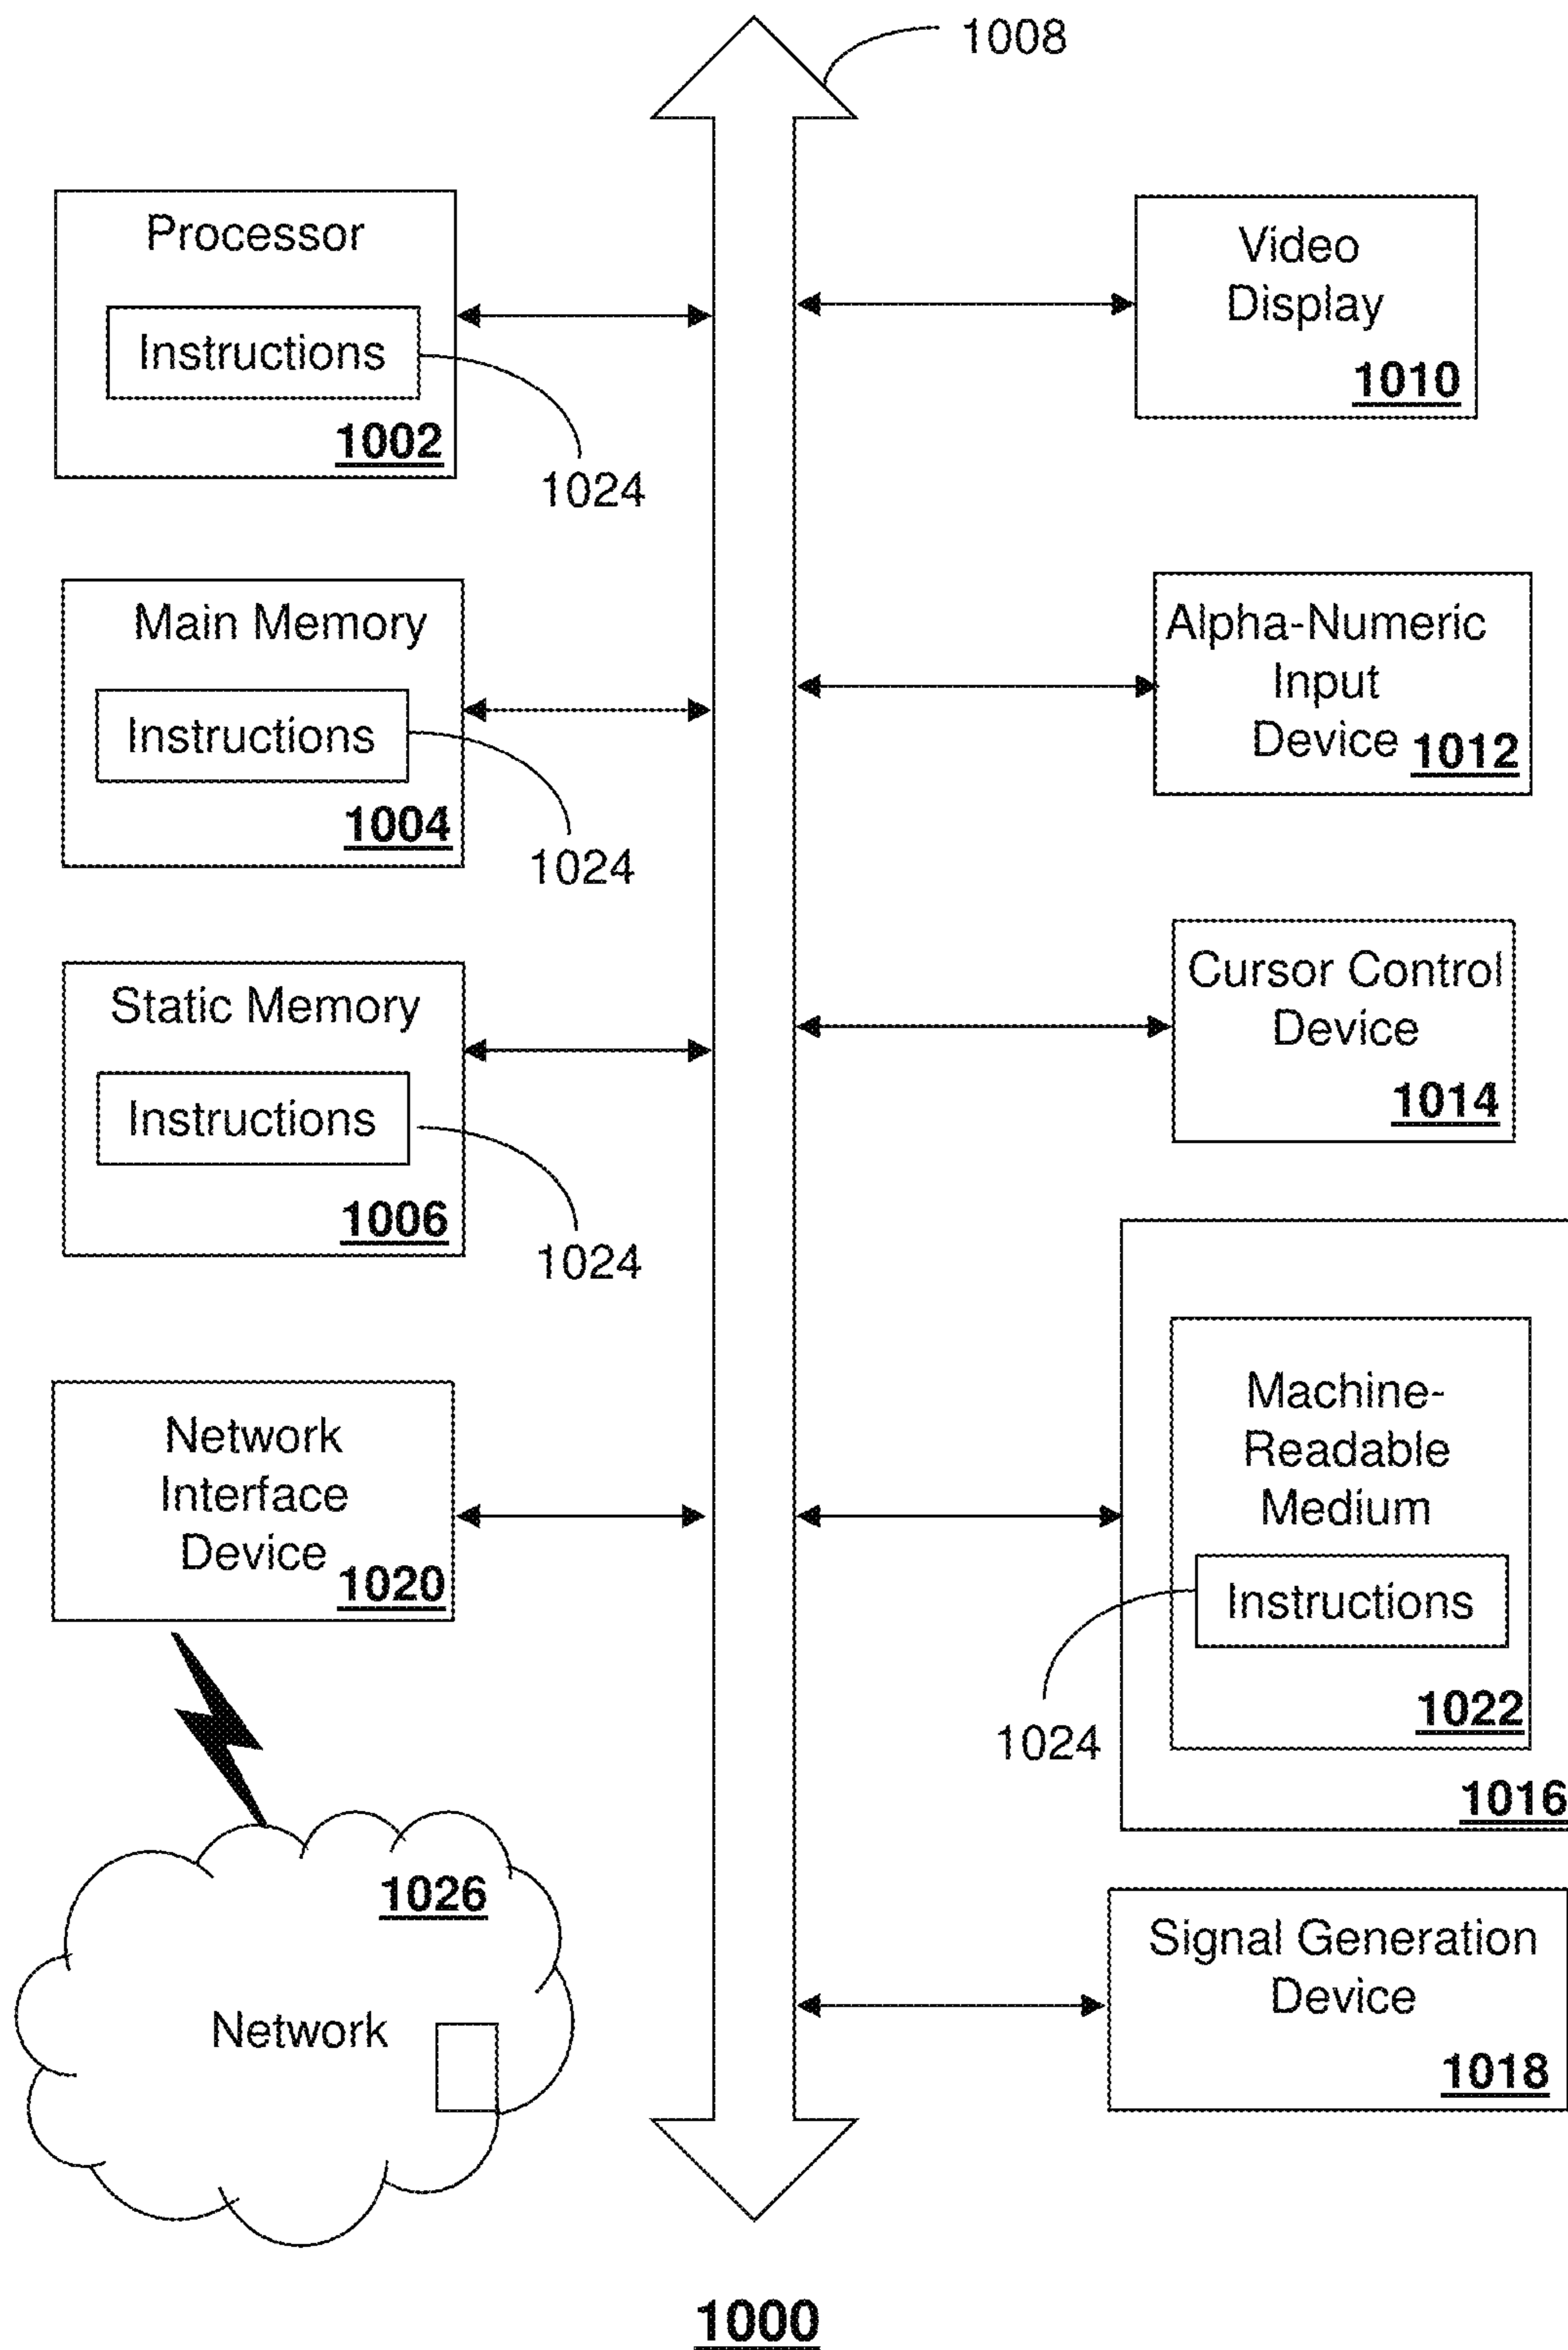 1008
Processor
Instructions
1002
1024
Main Memory
Instructions
1004
1024
Static Memory
Instructions
1006
1024
Network
Interface
Device
1020
1026
Network
Video
Display
1010
Alpha-Numeric
Input
Device 1012
Cursor Control
Device
1014
Machine-
Readable
Medium
Instructions
1022
1024
1016
Signal Generation
Device
1018
1000